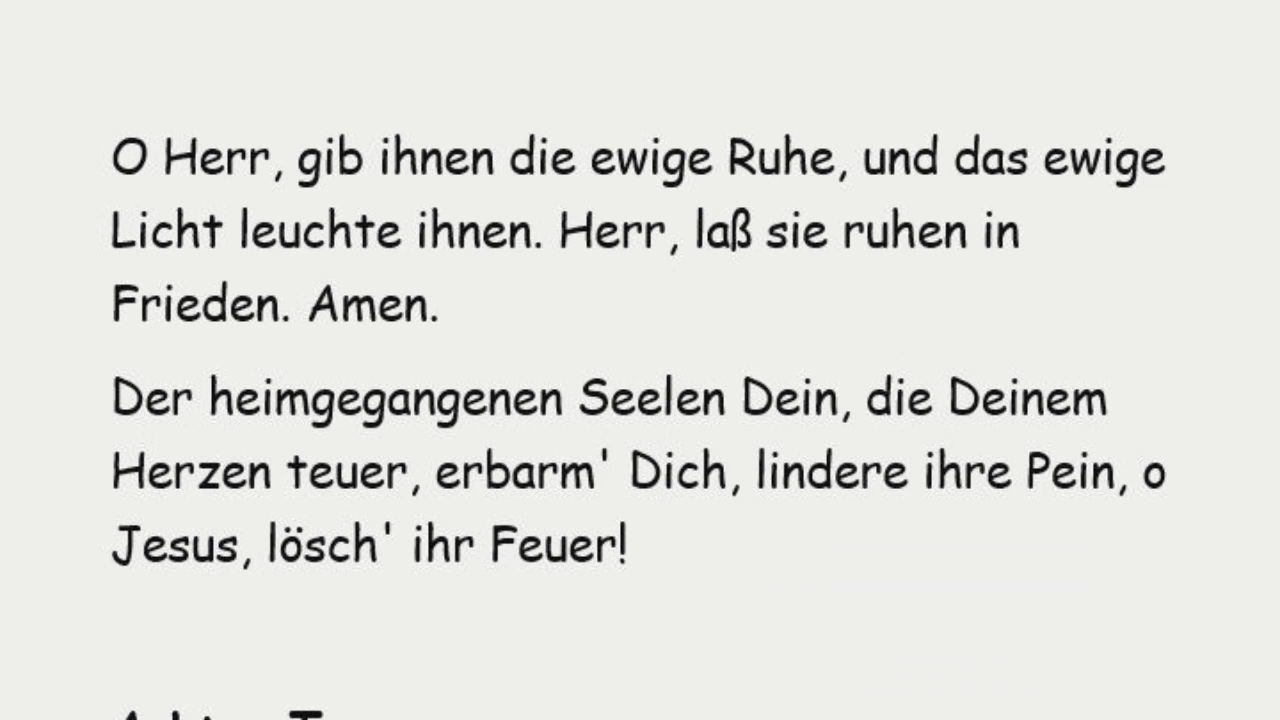 O Herr, gib ihnen die ewige Ruhe, und das ewige
Licht leuchte ihnen. Herr, laß sie ruhen in
Frieden. Amen.
Der heimgegangenen Seelen Dein, die Deinem
Herzen teuer, erbarm' Dich, lindere ihre Pein, o
Jesus, lösch' ihr Feuer!